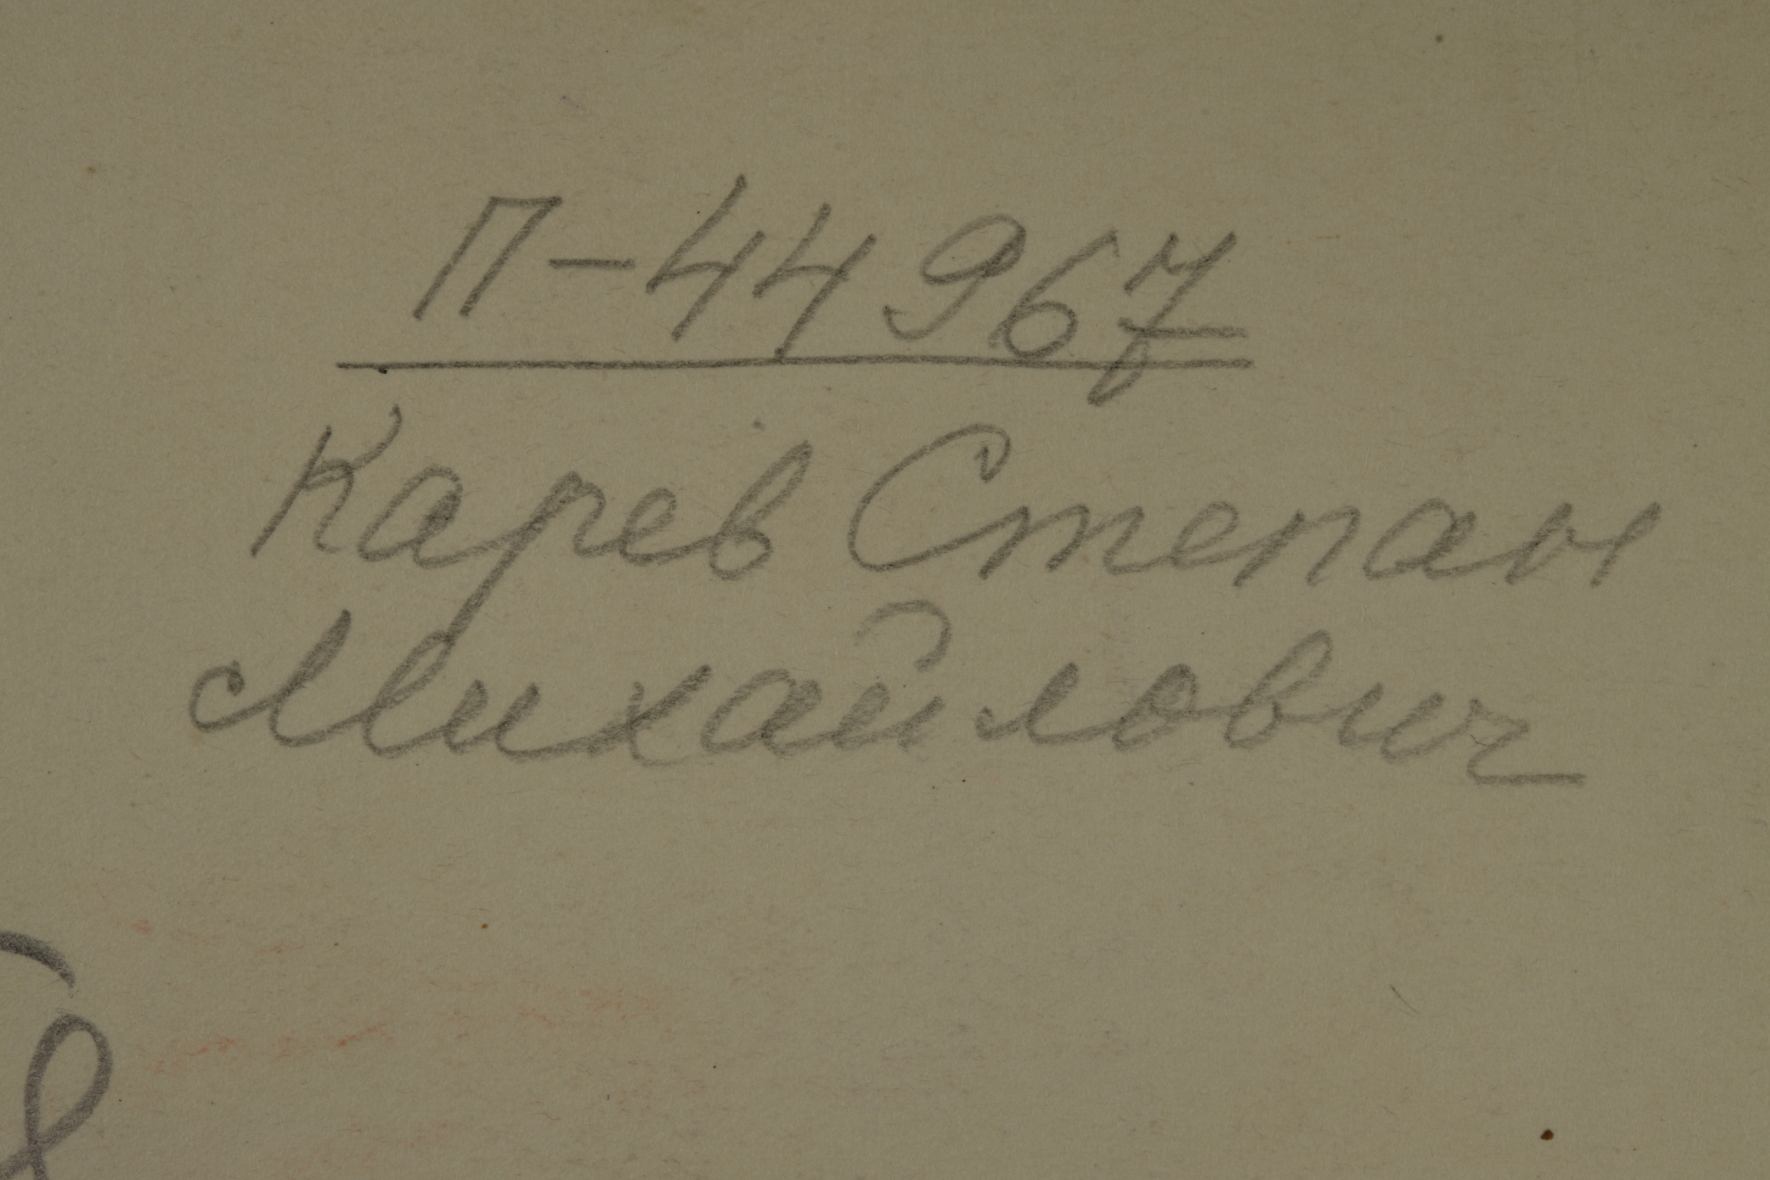 П-44967
Карев Степан
Михайлович